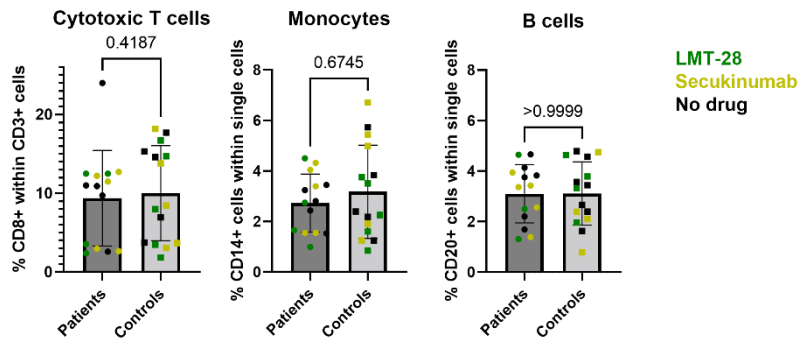 Cytotoxic T cells
0.4187
% CD8+ within CD3+ cells
20
10
0
Patients
Controls
Monocytes
0.6745
% CD14+ cells within single cells
8
6
4
2
0
Patients
Controls
B cells
>0.9999
% CD20+ cells within single cells
8
6
4
2
0
Patients
Controls
LMT-28
Secukinumab
No drug